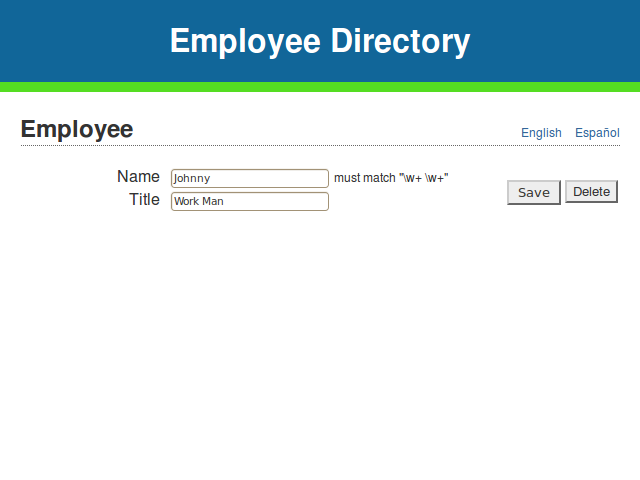 Employee Directory
Employee
English Español
Name Johnny must match "\w+ \w+"
Title Work Man
Save Delete